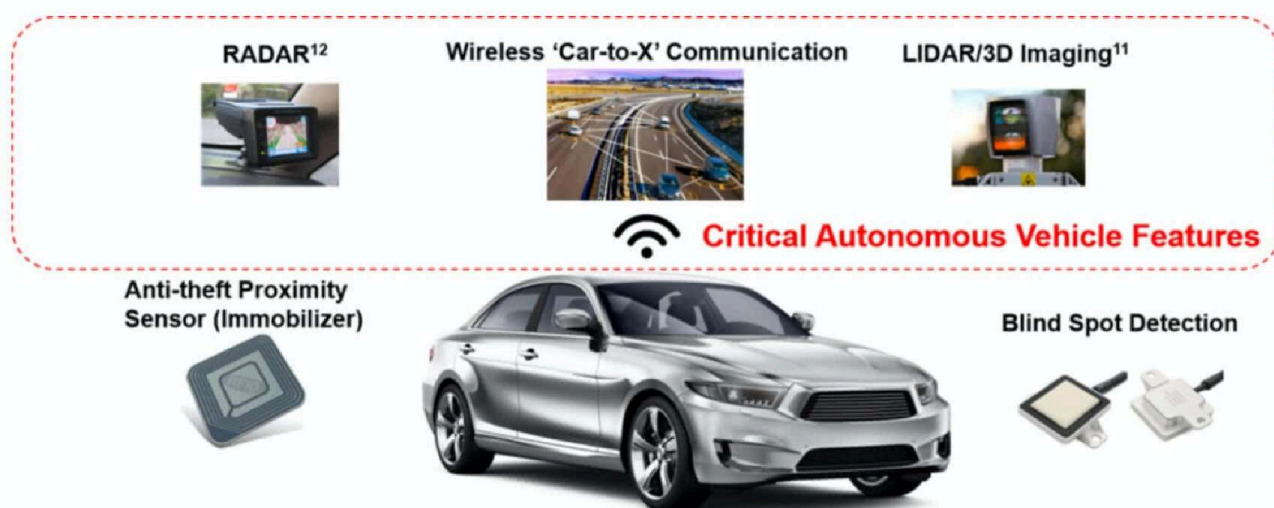 RADAR¹²
Wireless ‘Car-to-X’ Communication
LIDAR/3D Imaging¹¹
Critical Autonomous Vehicle Features
Anti-theft Proximity
Sensor (Immobilizer)
Blind Spot Detection